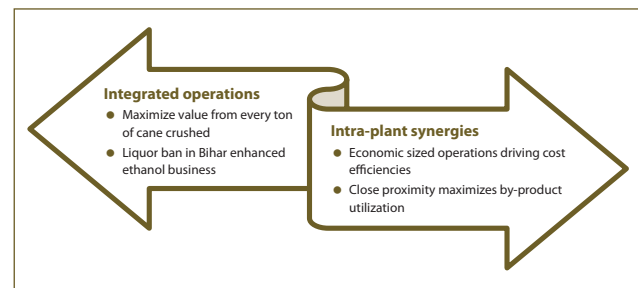 Integrated operations
● Maximize value from every ton
of cane crushed
● Liquor ban in Bihar enhanced
ethanol business
Intra-plant synergies
● Economic sized operations driving cost
efficiencies
● Close proximity maximizes by-product
utilization